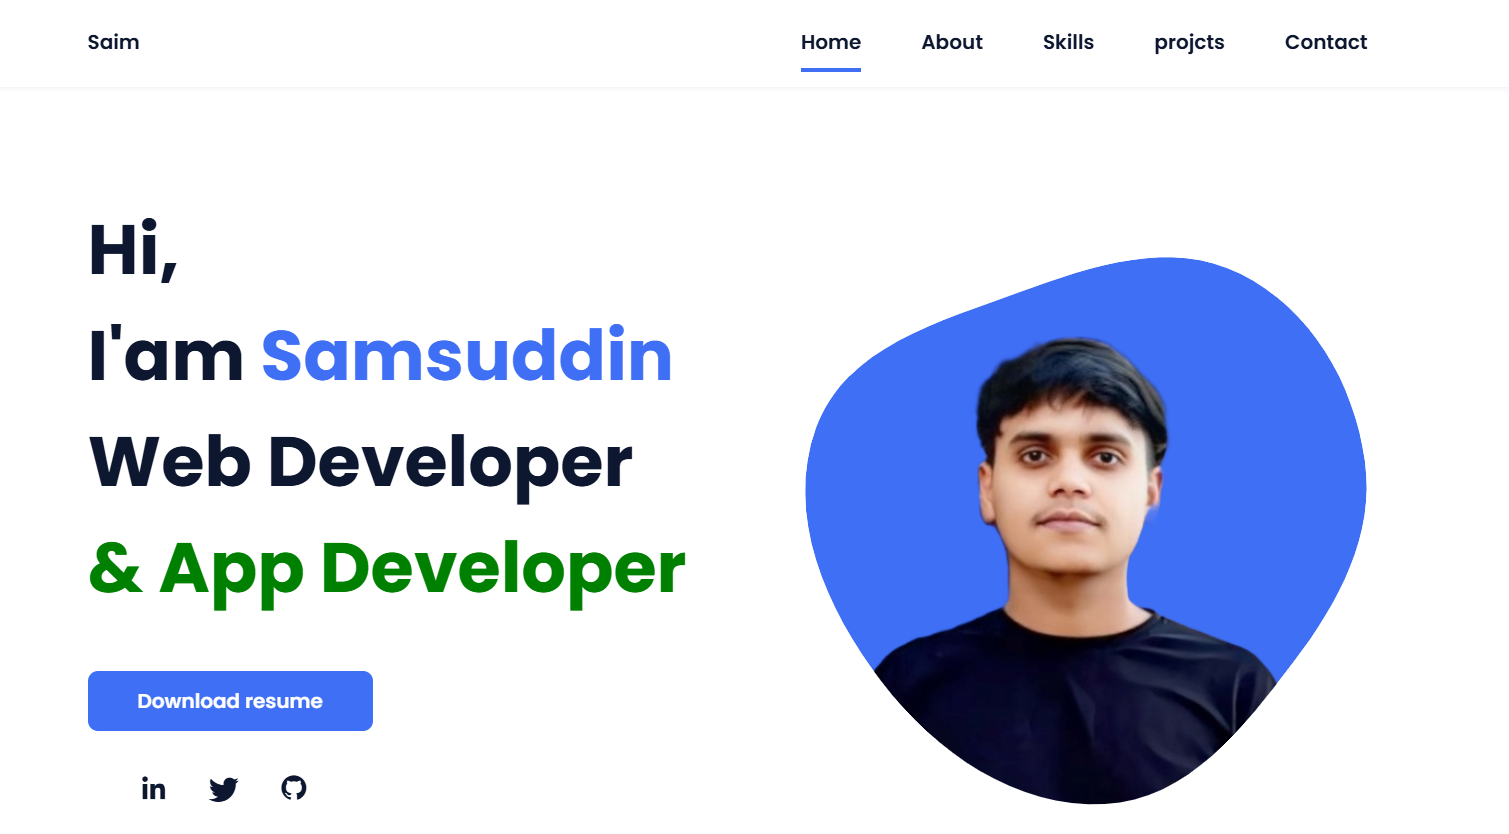 Saim
Home About Skills projcts Contact
Hi,
I'am Samsuddin
Web Developer
& App Developer
Download resume
in